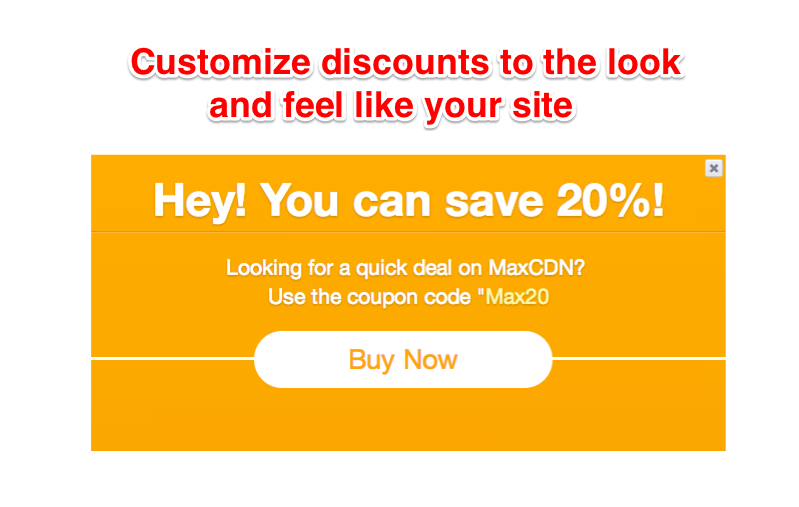 Customize discounts to the look
and feel like your site
Hey! You can save 20%!
Looking for a quick deal on MaxCDN?
Use the coupon code "Max20
Buy Now